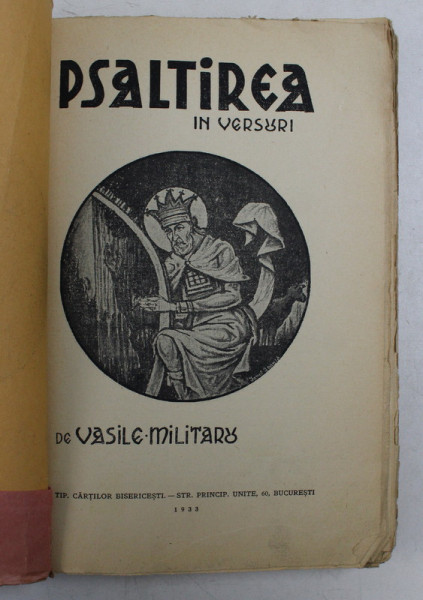 PSALTIREA
IN VERSURI
DE VASILE·MILITARU
TIP. CĂRȚILOR BISERICEȘTI. — STR. PRINCIP. UNITE, 60, BUCUREȘTI
1933